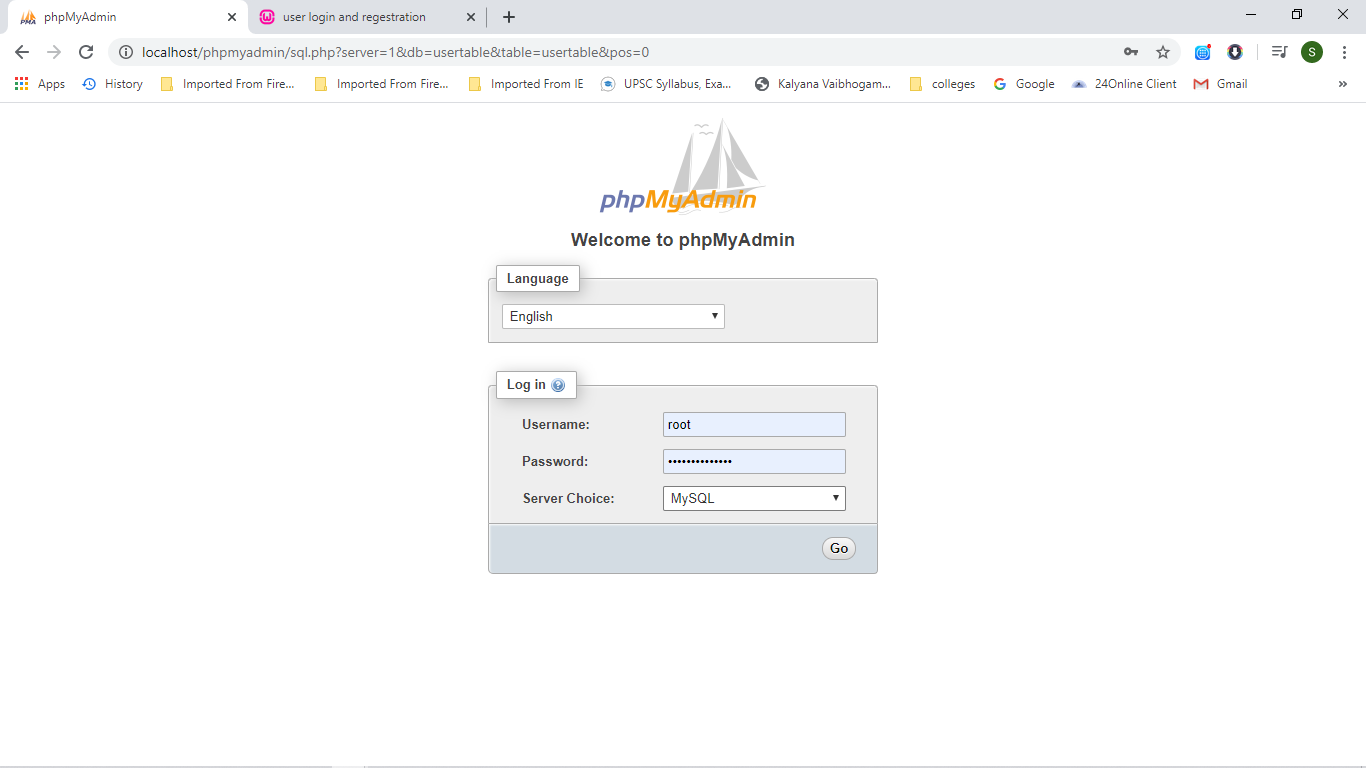 phpMyAdmin
user login and regestration
localhost/phpmyadmin/sql.php?server=1&db=usertable&table=usertable&pos=0
S
Apps History Imported From Fire... Imported From Fire... Imported From IE UPSC Syllabus, Exa... Kalyana Vaibhogam... colleges Google 24Online Client Gmail »
phpMyAdmin
Welcome to phpMyAdmin
Language
English
Log in
Username: root
Password: ••••••••••••••
Server Choice: MySQL
Go